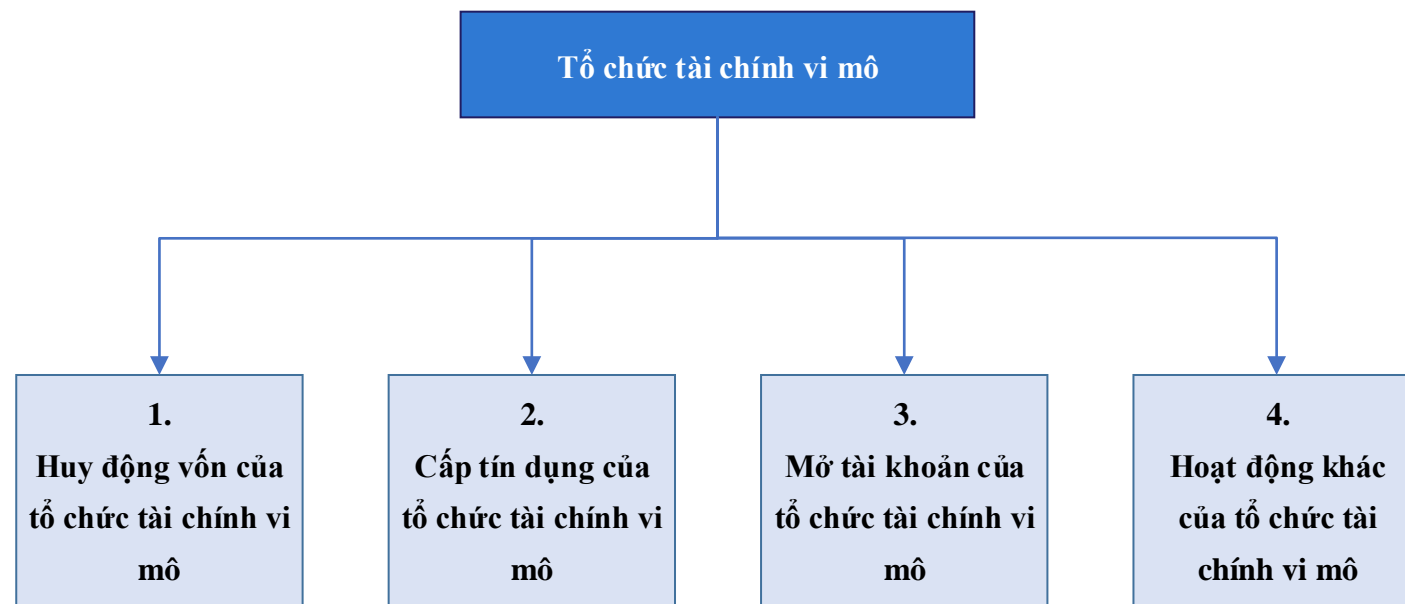 Tổ chức tài chính vi mô
1.
Huy động vốn của
tổ chức tài chính vi
mô
2.
Cấp tín dụng của
tổ chức tài chính vi
mô
3.
Mở tài khoản của
tổ chức tài chính vi
mô
4.
Hoạt động khác
của tổ chức tài
chính vi mô